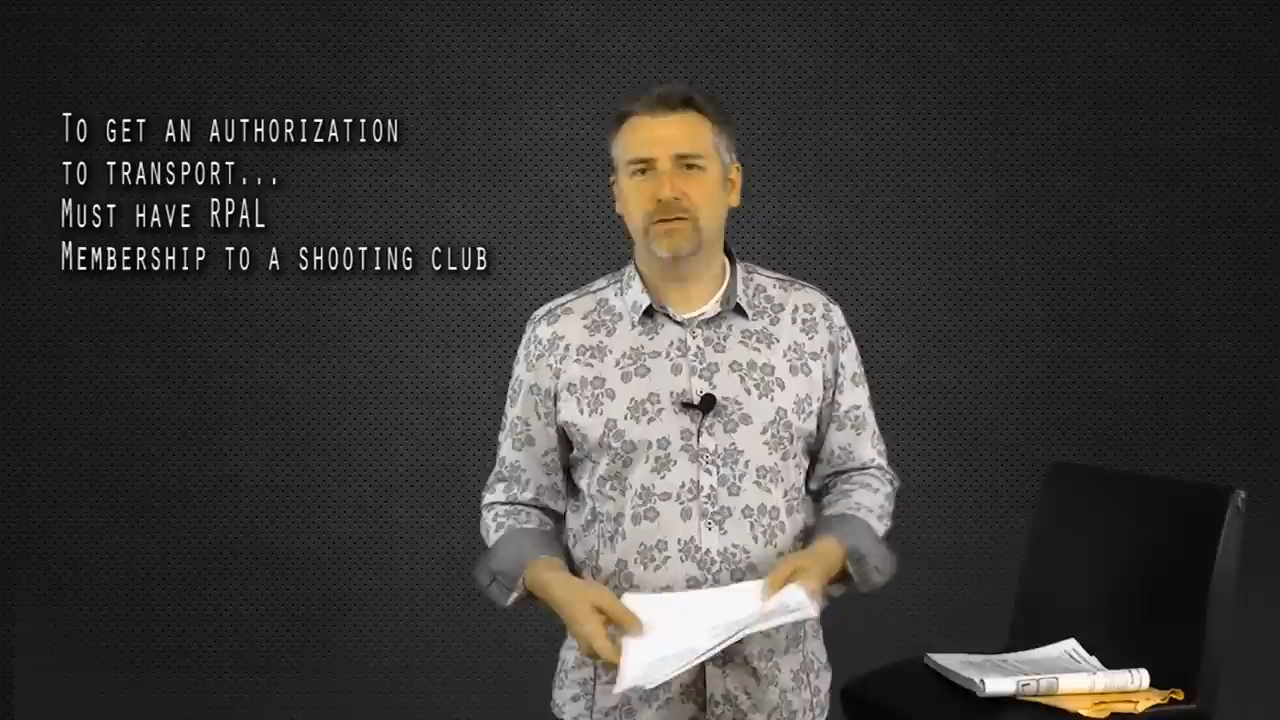 To get an authorization
to transport...
Must have RPAL
Membership to a shooting club